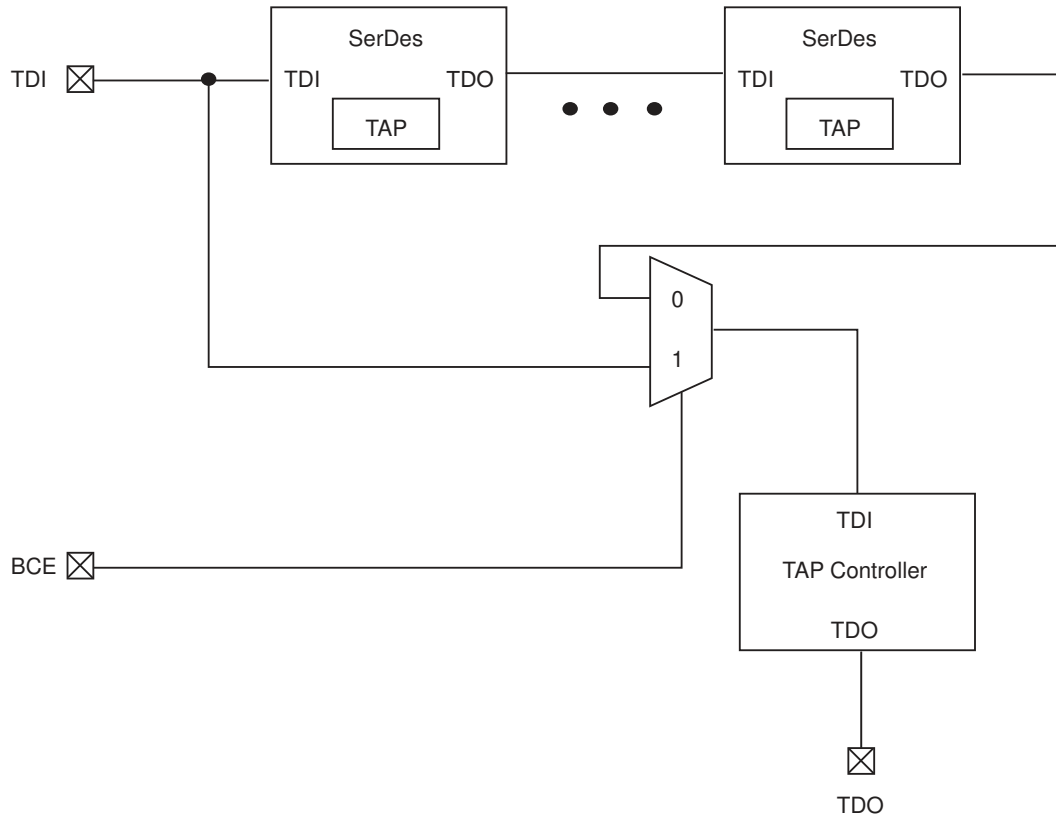 SerDes
SerDes
TDI
TDI
TDO
TDI
TDO
TAP
TAP
0
1
TDI
BCE
TAP Controller
TDO
TDO